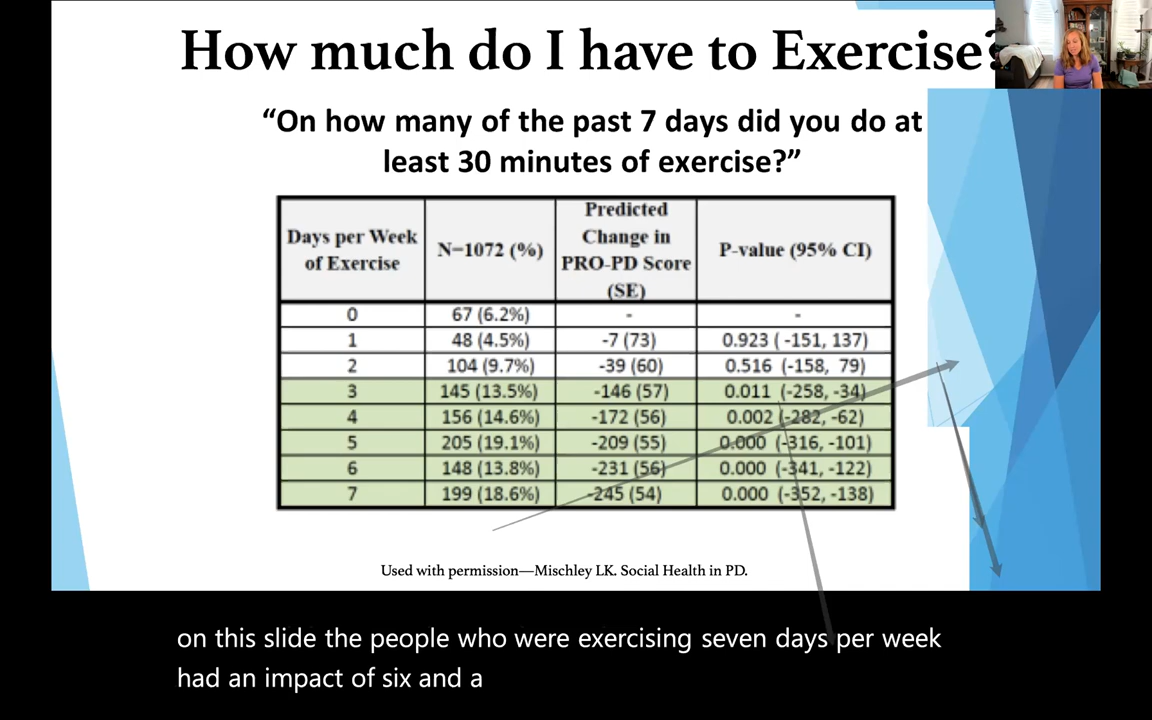 How much do I have to Exercise?
“On how many of the past 7 days did you do at
least 30 minutes of exercise?”
Days per Week of Exercise N=1072 (%) Predicted Change in PRO-PD Score (SE) P-value (95% CI)
0 67 (6.2%) - -
1 48 (4.5%) -7 (73) 0.923 ( -151, 137)
2 104 (9.7%) -39 (60) 0.516 (-158, 79)
3 145 (13.5%) -146 (57) 0.011 (-258, -34)
4 156 (14.6%) -172 (56) 0.002 (-282, -62)
5 205 (19.1%) -209 (55) 0.000 (-316, -101)
6 148 (13.8%) -231 (56) 0.000 (-341, -122)
7 199 (18.6%) -245 (54) 0.000 (-352, -138)
Used with permission—Mischley LK. Social Health in PD.
on this slide the people who were exercising seven days per week
had an impact of six and a